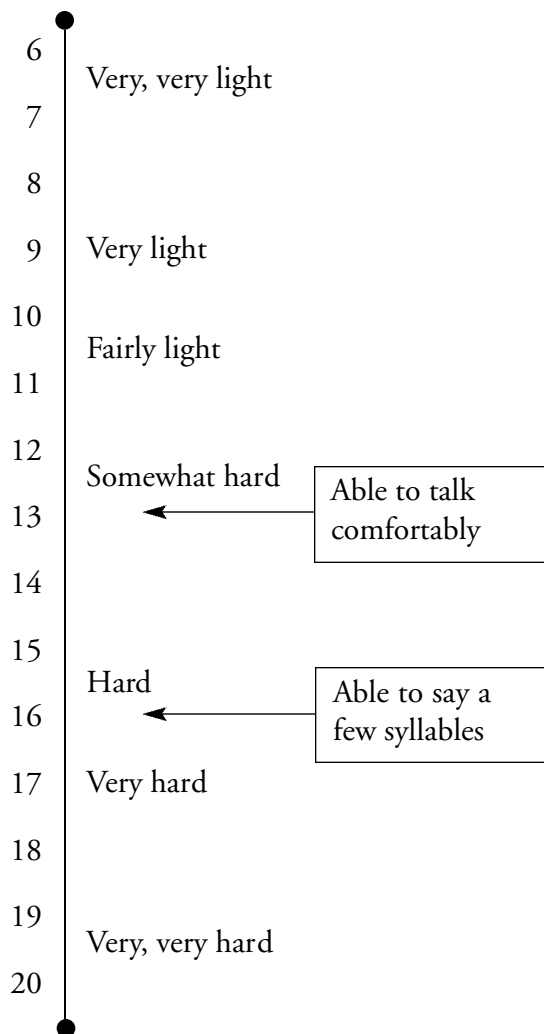 6
Very, very light
7
8
9 Very light
10
Fairly light
11
12
Somewhat hard
Able to talk
13
comfortably
14
15
Hard
Able to say a
16
few syllables
17 Very hard
18
19
Very, very hard
20